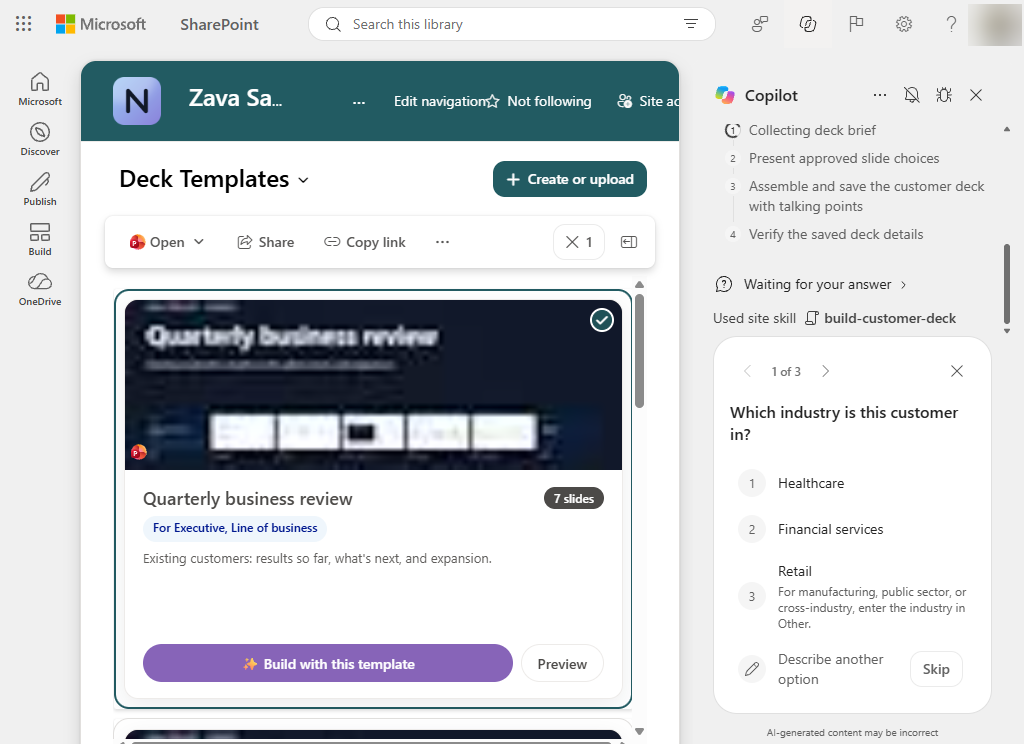 Microsoft
SharePoint
Search this library
Microsoft
Discover
Publish
Build
OneDrive
N
Zava Sa...
...
Edit navigation
Not following
Site ac
Deck Templates
+ Create or upload
Open
Share
Copy link
...
1
Quarterly business review
Quarterly business review
7 slides
For Executive, Line of business
Existing customers: results so far, what's next, and expansion.
✨ Build with this template
Preview
Copilot
...
1 Collecting deck brief
2 Present approved slide choices
3 Assemble and save the customer deck
with talking points
4 Verify the saved deck details
Waiting for your answer
Used site skill build-customer-deck
1 of 3
Which industry is this customer
in?
1 Healthcare
2 Financial services
Retail
3 For manufacturing, public sector, or
cross-industry, enter the industry in
Other.
Describe another
option
Skip
AI-generated content may be incorrect